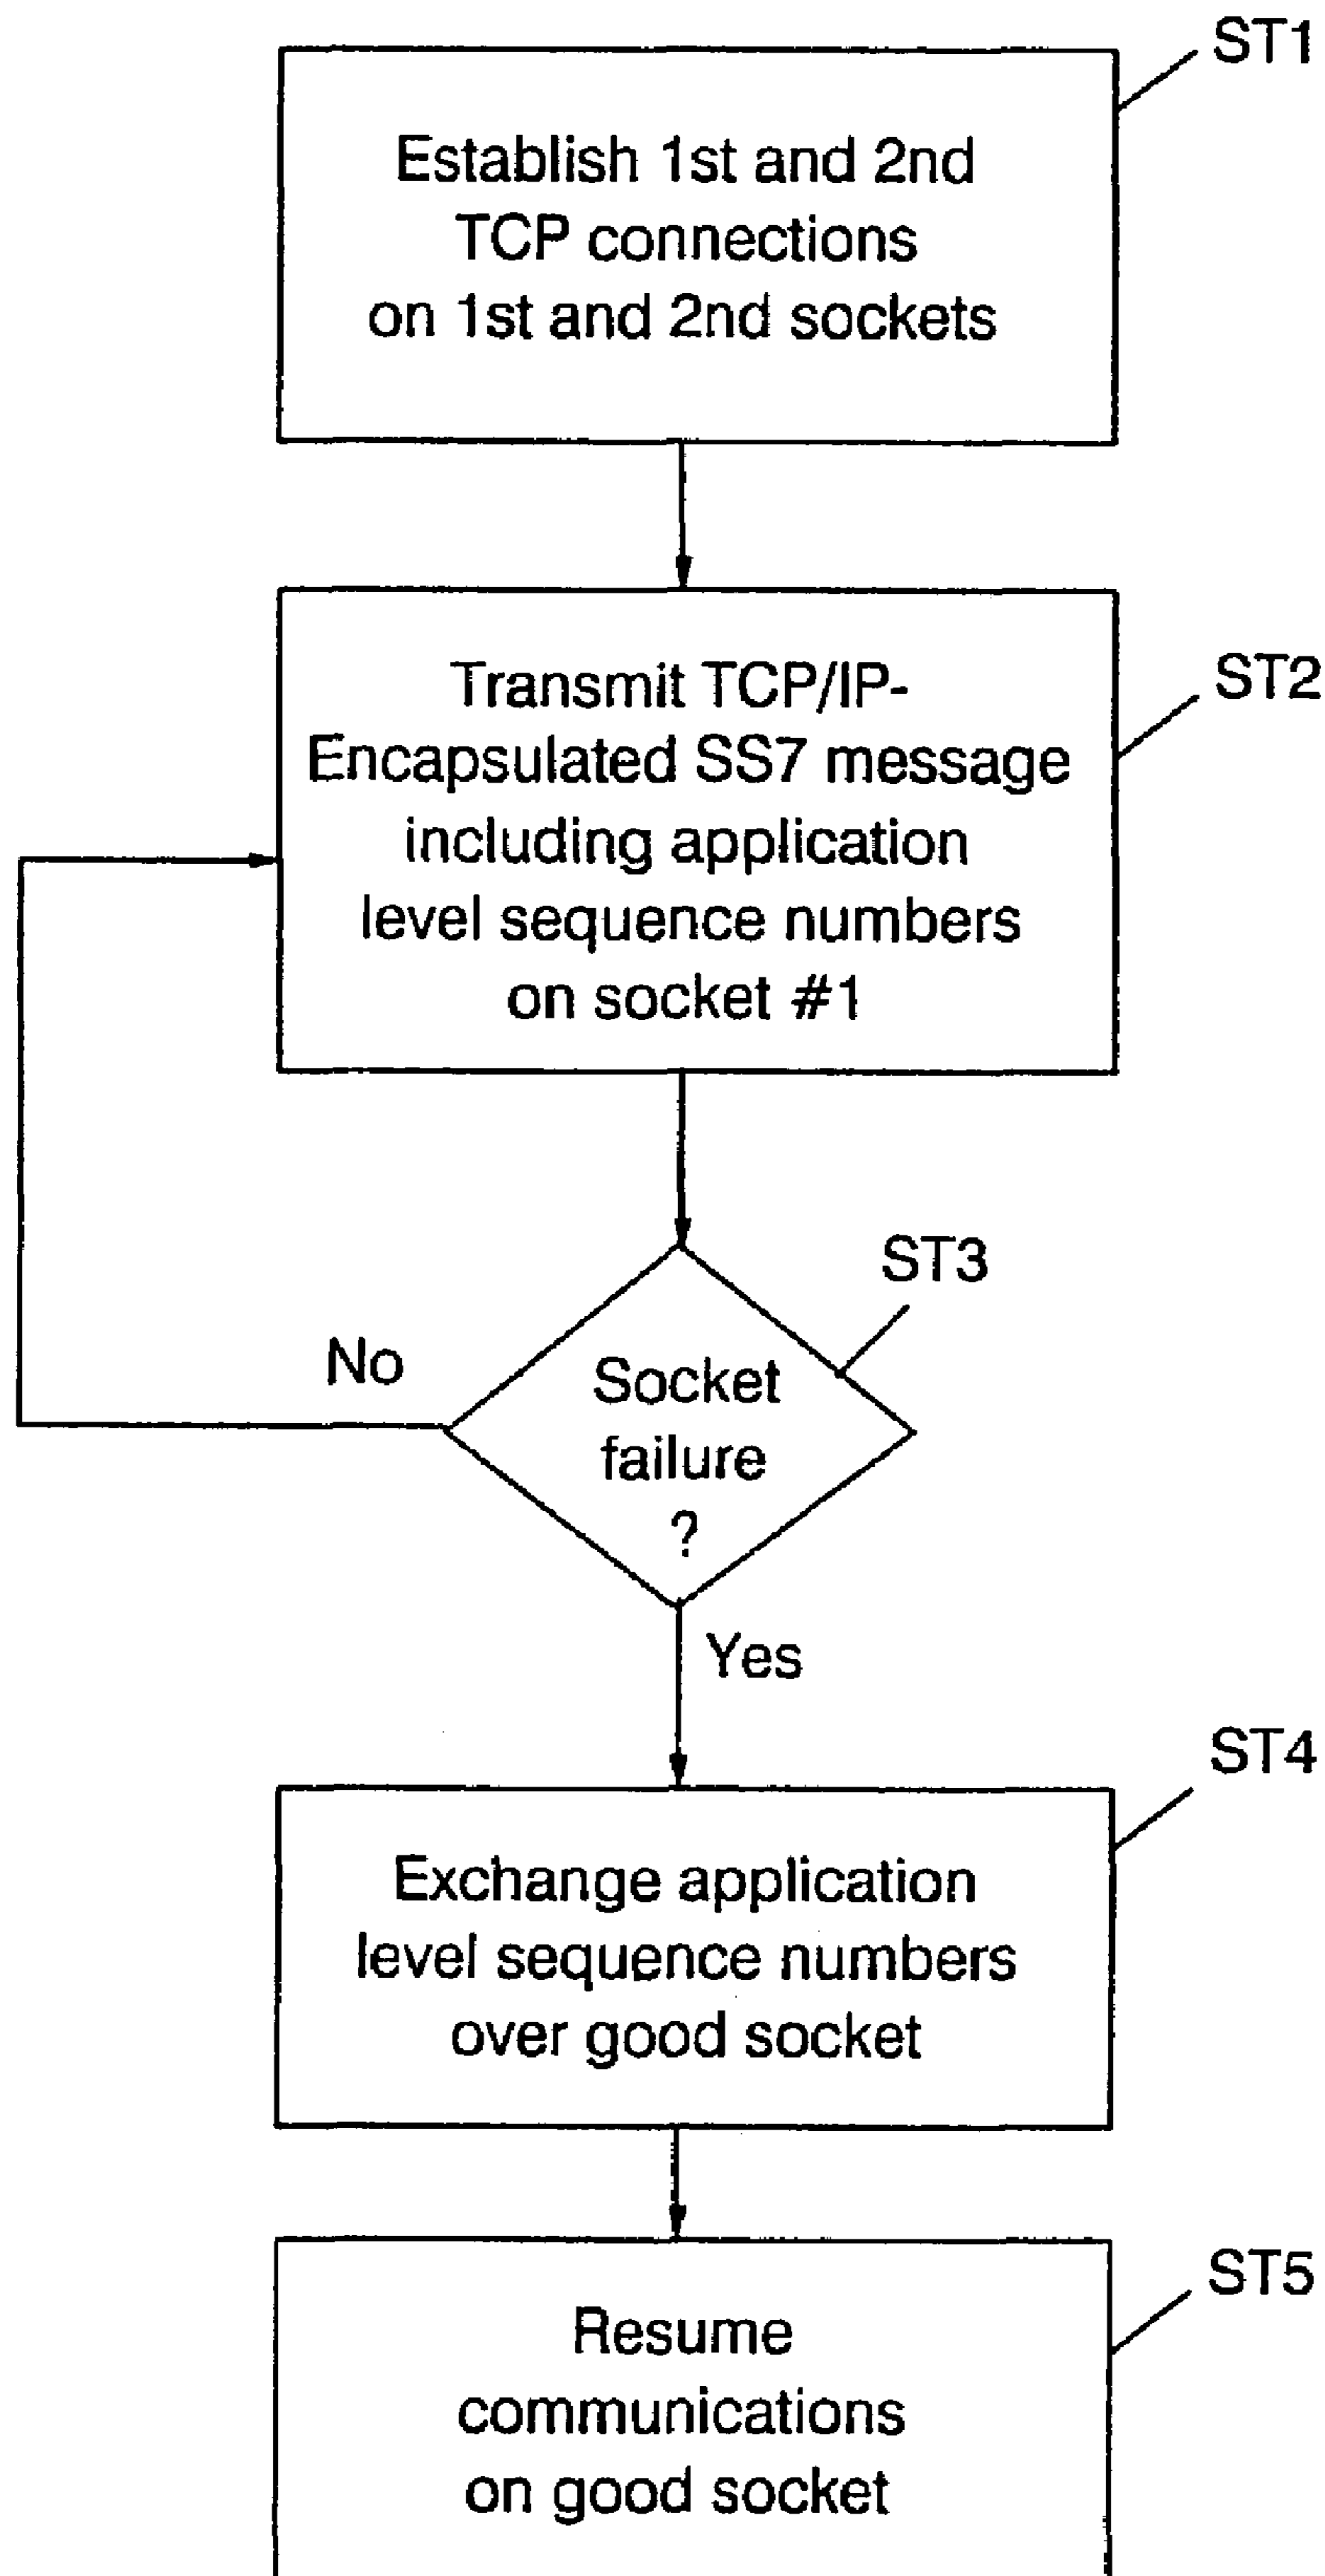 ST1
Establish 1st and 2nd
TCP connections
on 1st and 2nd sockets
ST2
Transmit TCP/IP-
Encapsulated SS7 message
including application
level sequence numbers
on socket #1
ST3
No
Socket
failure
?
Yes
ST4
Exchange application
level sequence numbers
over good socket
ST5
Resume
communications
on good socket